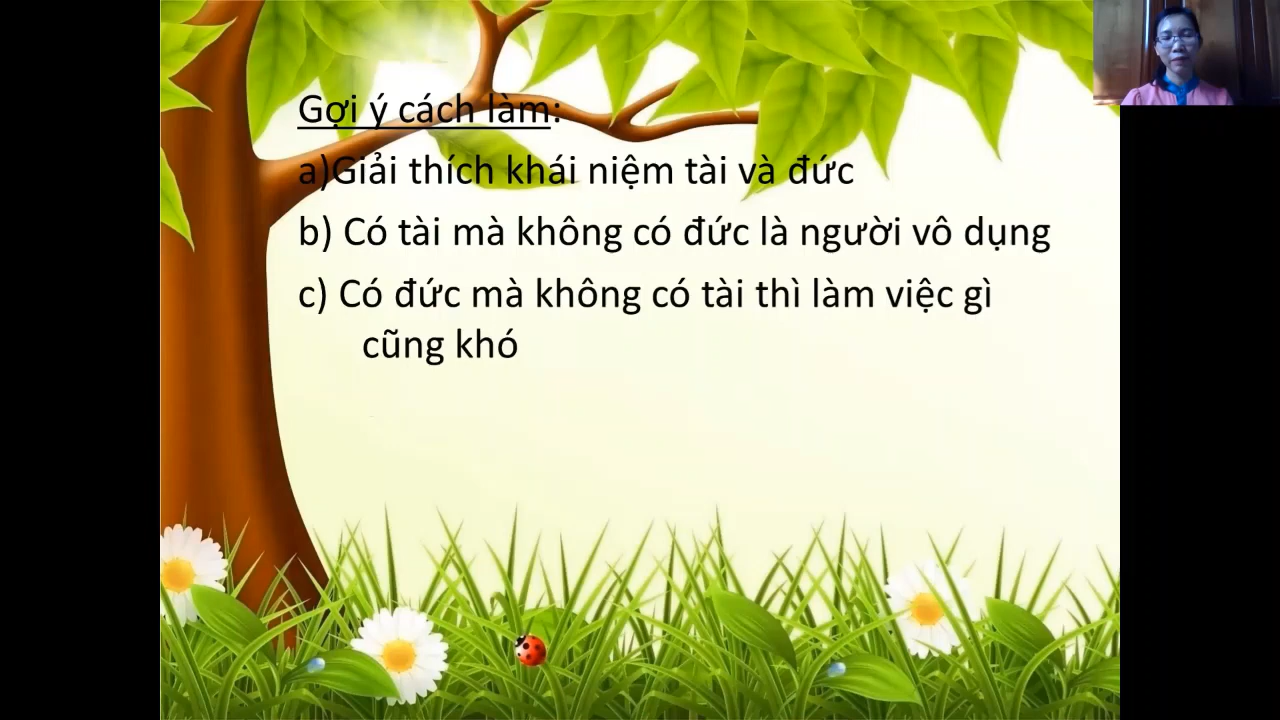 Gợi ý cách làm:
a)Giải thích khái niệm tài và đức
b) Có tài mà không có đức là người vô dụng
c) Có đức mà không có tài thì làm việc gì
cũng khó